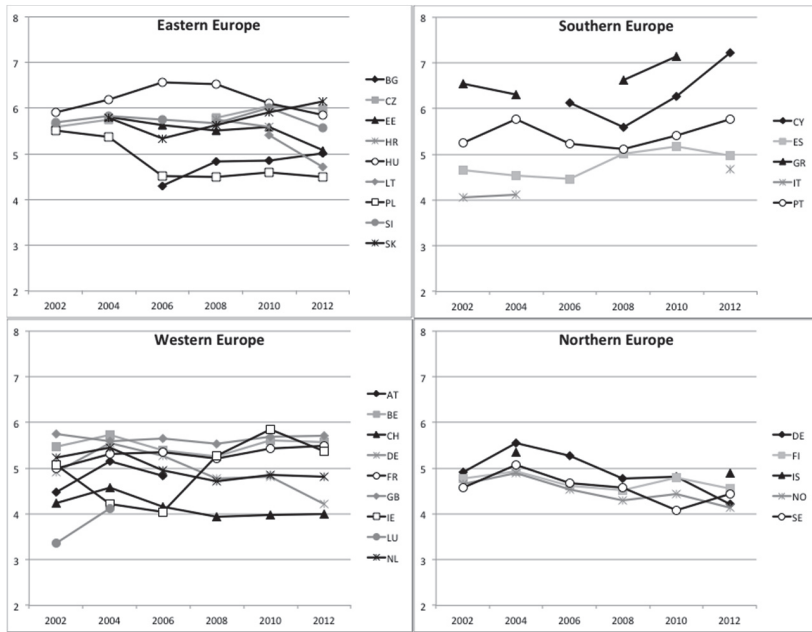 Eastern Europe
8
7
6
5
4
3
2
2002 2004 2006 2008 2010 2012
BG
CZ
EE
HR
HU
LT
PL
SI
SK
Southern Europe
8
7
6
5
4
3
2
2002 2004 2006 2008 2010 2012
CY
ES
GR
IT
PT
Western Europe
8
7
6
5
4
3
2
2002 2004 2006 2008 2010 2012
AT
BE
CH
DE
FR
GB
IE
LU
NL
Northern Europe
8
7
6
5
4
3
2
2002 2004 2006 2008 2010 2012
DE
FI
IS
NO
SE